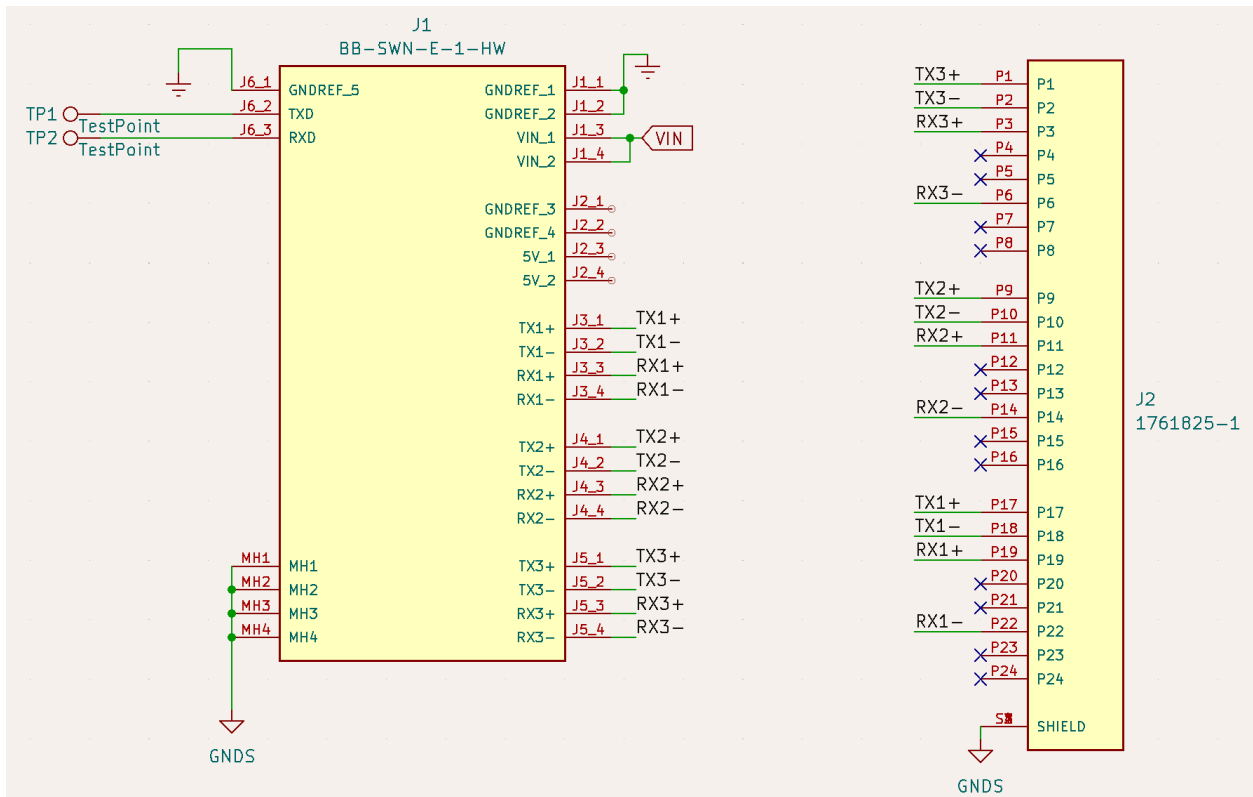 J1
BB-SWN-E-1-HW
J6_1 GNDREF_5
J6_2 TXD
J6_3 RXD
TP1 TestPoint
TP2 TestPoint
GNDREF_1 J1_1
GNDREF_2 J1_2
VIN_1 J1_3
VIN_2 J1_4
VIN
GNDREF_3 J2_1
GNDREF_4 J2_2
5V_1 J2_3
5V_2 J2_4
TX1+ J3_1 TX1+
TX1- J3_2 TX1-
RX1+ J3_3 RX1+
RX1- J3_4 RX1-
TX2+ J4_1 TX2+
TX2- J4_2 TX2-
RX2+ J4_3 RX2+
RX2- J4_4 RX2-
TX3+ J5_1 TX3+
TX3- J5_2 TX3-
RX3+ J5_3 RX3+
RX3- J5_4 RX3-
MH1 MH1
MH2 MH2
MH3 MH3
MH4 MH4
GNDS
TX3+ P1 P1
TX3- P2 P2
RX3+ P3 P3
P4 P4
P5 P5
RX3- P6 P6
P7 P7
P8 P8
TX2+ P9 P9
TX2- P10 P10
RX2+ P11 P11
P12 P12
P13 P13
RX2- P14 P14
P15 P15
P16 P16
TX1+ P17 P17
TX1- P18 P18
RX1+ P19 P19
P20 P20
P21 P21
RX1- P22 P22
P23 P23
P24 P24
SHIELD
GNDS
J2
1761825-1